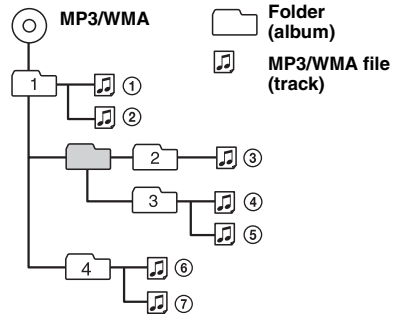 MP3/WMA
Folder
(album)
MP3/WMA file
(track)
1
①
②
2
③
3
④
⑤
4
⑥
⑦